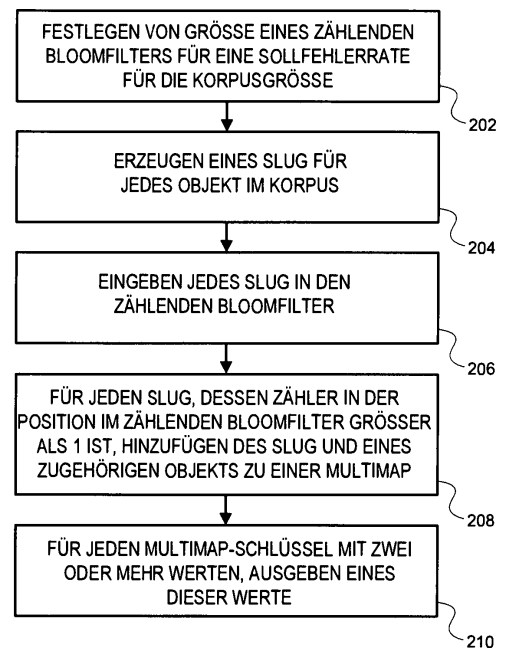 FESTLEGEN VON GRÖSSE EINES ZÄHLENDEN
BLOOMFILTERS FÜR EINE SOLLFEHLERRATE
FÜR DIE KORPUSGRÖSSE
202
ERZEUGEN EINES SLUG FÜR
JEDES OBJEKT IM KORPUS
204
EINGEBEN JEDES SLUG IN DEN
ZÄHLENDEN BLOOMFILTER
206
FÜR JEDEN SLUG, DESSEN ZÄHLER IN DER
POSITION IM ZÄHLENDEN BLOOMFILTER GRÖSSER
ALS 1 IST, HINZUFÜGEN DES SLUG UND EINES
ZUGEHÖRIGEN OBJEKTS ZU EINER MULTIMAP
208
FÜR JEDEN MULTIMAP-SCHLÜSSEL MIT ZWEI
ODER MEHR WERTEN, AUSGEBEN EINES
DIESER WERTE
210